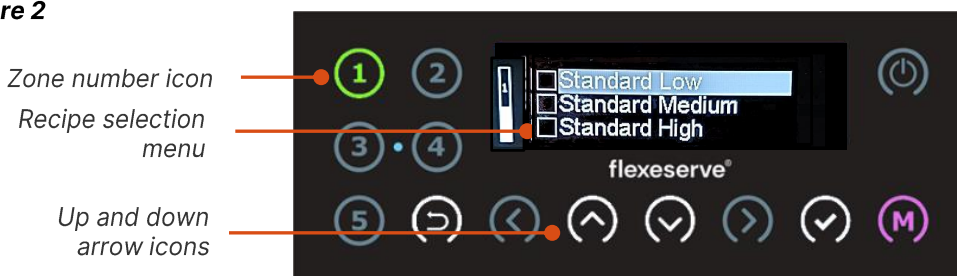 re 2
Zone number icon
Recipe selection
menu
Up and down
arrow icons
1
2
3
4
5
1
Standard Low
Standard Medium
Standard High
flexeserve®
M